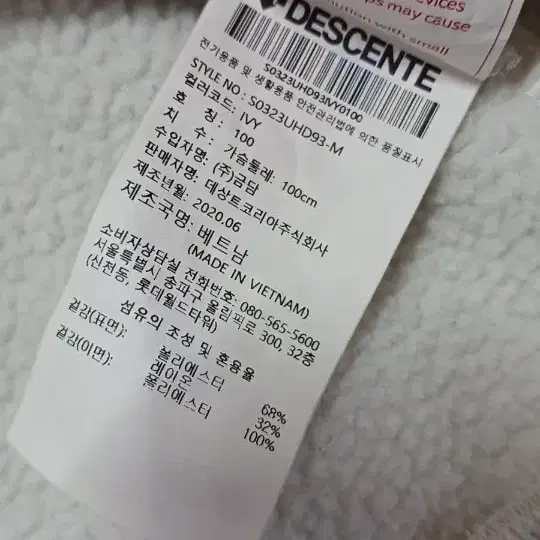 evices
ps may cause
ution with small
DESCENTE
S0323UHD93IVY0100
전기용품 및 생활용품 안전관리법에 의한 품질표시
STYLE NO : S0323UHD93-M
컬러코드: IVY
호 칭: 100
치 수: 가슴둘레: 100cm
수입자명: (주)금담
판매자명: 데상트코리아주식회사
제조년월: 2020.06
제조국명: 베트남
(MADE IN VIETNAM)
소비자상담실 전화번호: 080-565-5600
서울특별시 송파구 올림픽로 300, 32층
(신천동, 롯데월드타워)
섬유의 조성 및 혼용율
겉감(표면): 폴리에스터 68%
레이온 32%
겉감(이면): 폴리에스터 100%